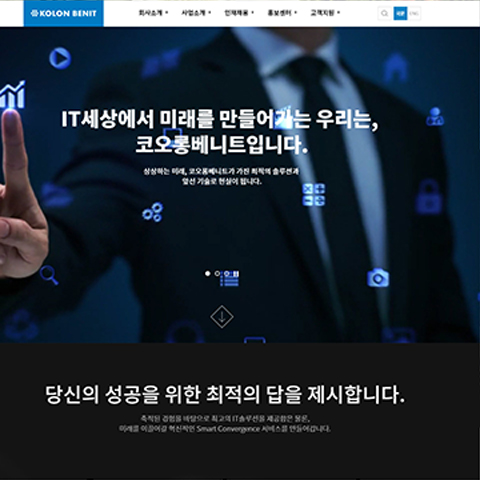 KOLON BENIT
회사소개 사업소개 인재채용 홍보센터 고객지원
IT세상에서 미래를 만들어가는 우리는,
코오롱베니트입니다.
상상하는 미래, 코오롱베니트가 가진 최적의 솔루션과
앞선 기술로 현실이 됩니다.
당신의 성공을 위한 최적의 답을 제시합니다.
축적된 경험을 바탕으로 최고의 IT솔루션을 제공함은 물론,
미래를 이끌어갈 혁신적인 Smart Convergence 서비스를 만들어갑니다.